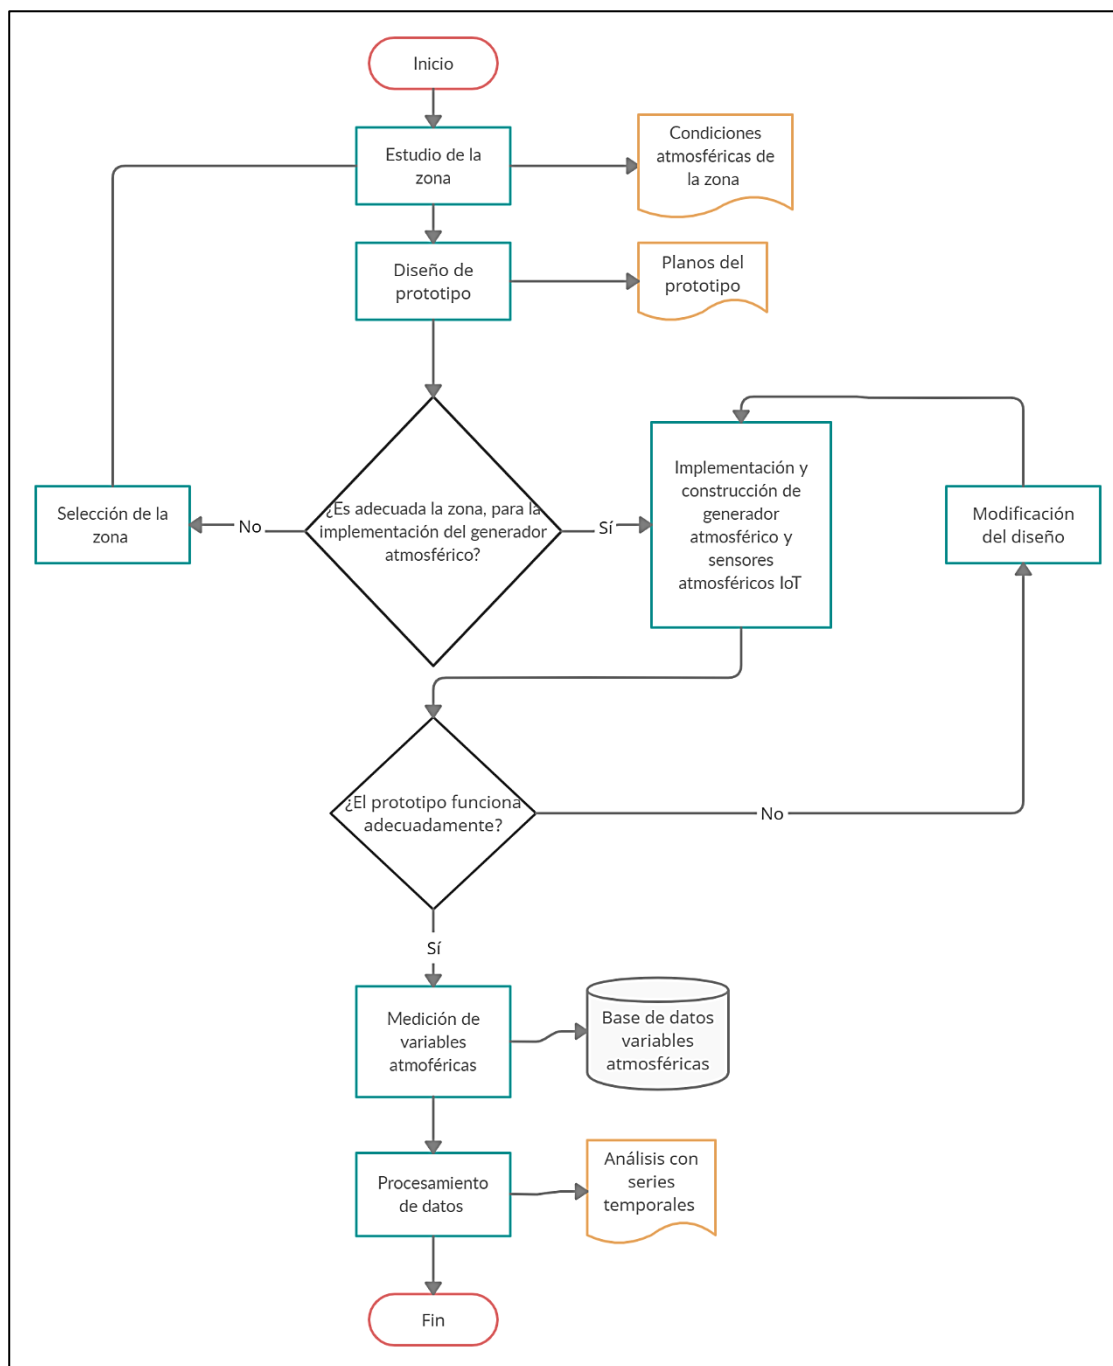 Inicio
Estudio de la
zona
Condiciones
atmosféricas de
la zona
Diseño de
prototipo
Planos del
prototipo
¿Es adecuada la zona, para la
implementación del generador
atmosférico?
No
Selección de la
zona
Sí
Implementación y
construcción de
generador
atmosférico y
sensores
atmosféricos IoT
Modificación
del diseño
¿El prototipo funciona
adecuadamente?
No
Sí
Medición de
variables
atmoféricas
Base de datos
variables
atmosféricas
Procesamiento
de datos
Análisis con
series
temporales
Fin